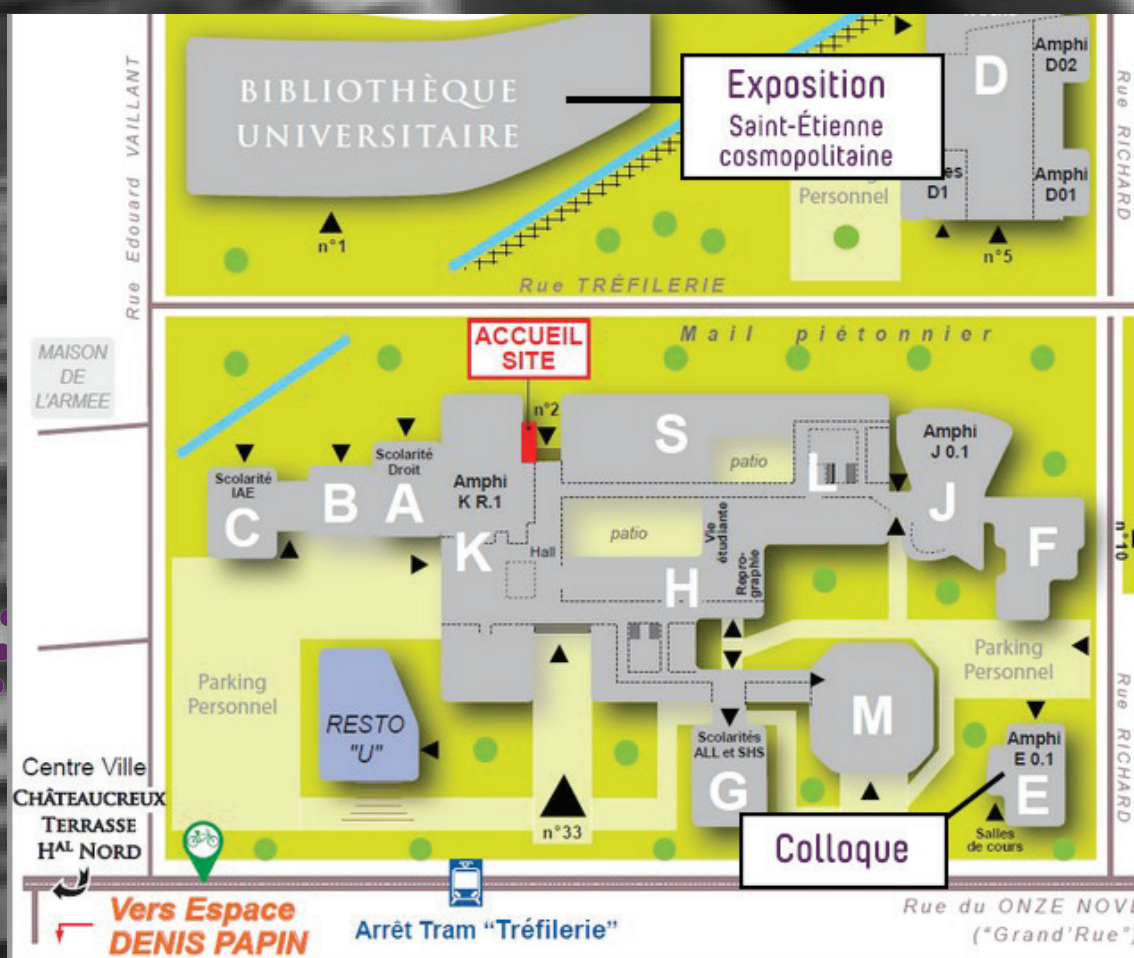 BIBLIOTHÈQUE
UNIVERSITAIRE
n°1
Exposition
Saint-Étienne
cosmopolitaine
D
Amphi
D02
Amphi
D01
D1
Parking
Personnel
n°5
Rue Edouard VAILLANT
Rue RICHARD
Rue TRÉFILERIE
MAISON
DE
L'ARMEE
ACCUEIL
SITE
n°2
Mail piétonnier
Scolarité
IAE
C
B
Scolarité
Droit
A
Amphi
K R.1
K
Hall
S
patio
patio
L
Vie
étudiante
Repro-
graphie
H
Amphi
J 0.1
J
F
n°10
Parking
Personnel
Parking
Personnel
RESTO
"U"
n°33
Scolarités
ALL et SHS
G
M
Amphi
E 0.1
E
Salles
de cours
Colloque
Rue RICHARD
Centre Ville
CHÂTEAUCREUX
TERRASSE
HAL NORD
Vers Espace
DENIS PAPIN
Arrêt Tram “Tréfilerie”
Rue du ONZE NOVE
("Grand'Rue")